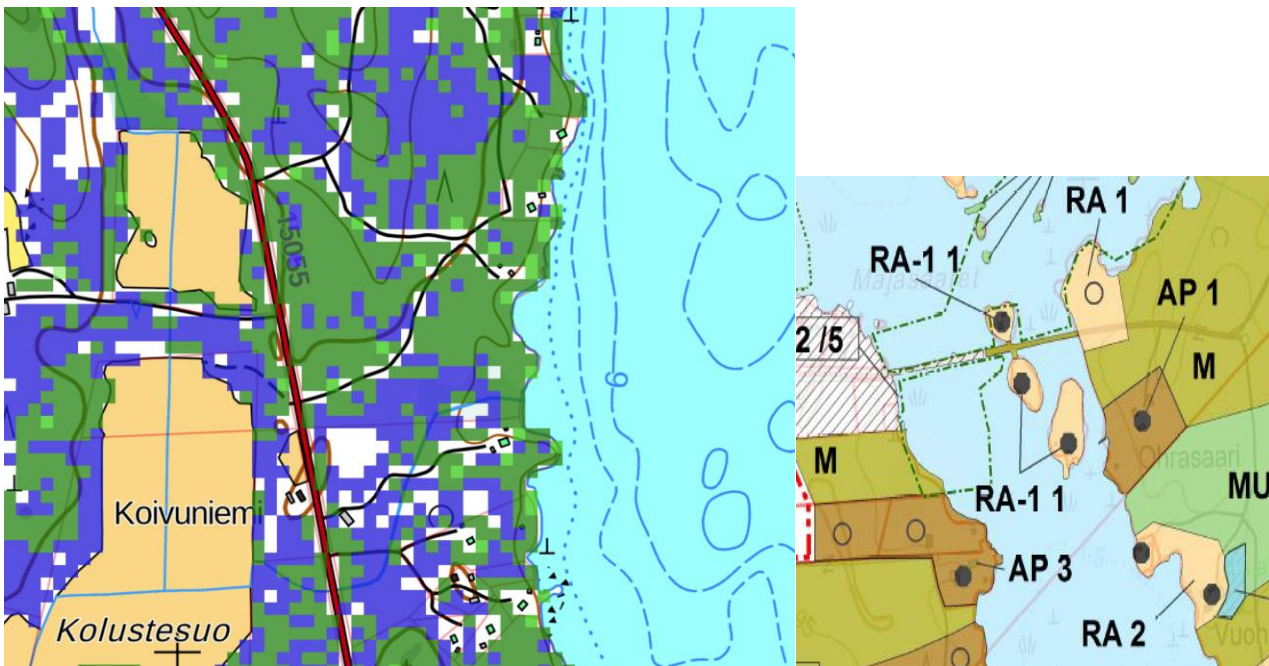 15055
6
Koivuniemi
Kolustesuo
RA 1
RA-1 1
Majasaaret
AP 1
2 /5
M
M
Ohrasaari
RA-1 1
MU
AP 3
RA 2
Vuoh